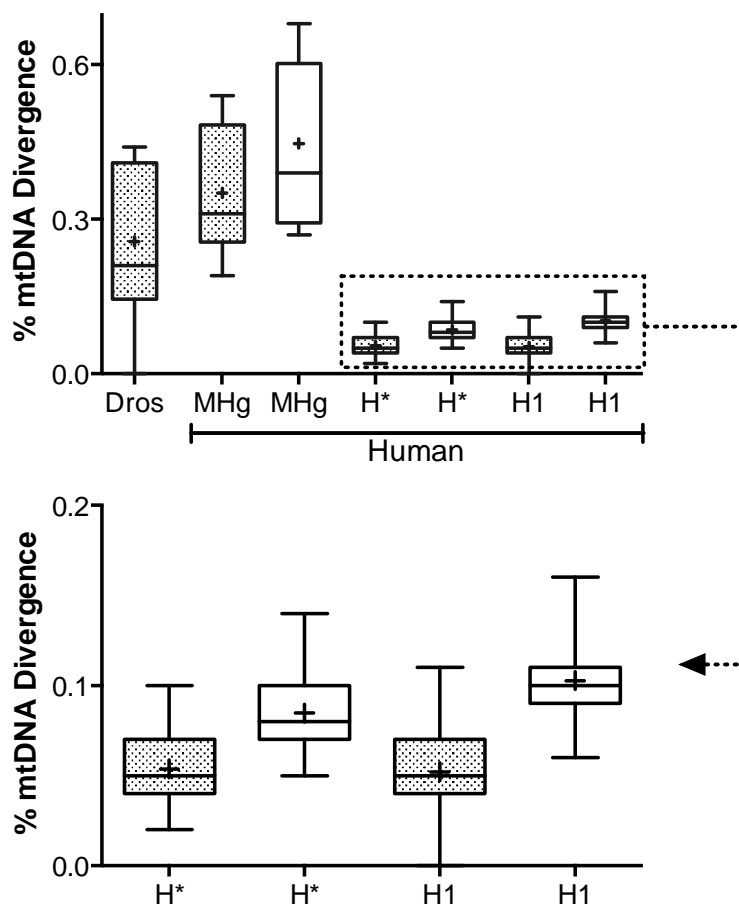 % mtDNA Divergence
0.6
0.3
0.0
Dros MHg MHg H* H* H1 H1
Human
% mtDNA Divergence
0.2
0.1
0.0
H* H* H1 H1